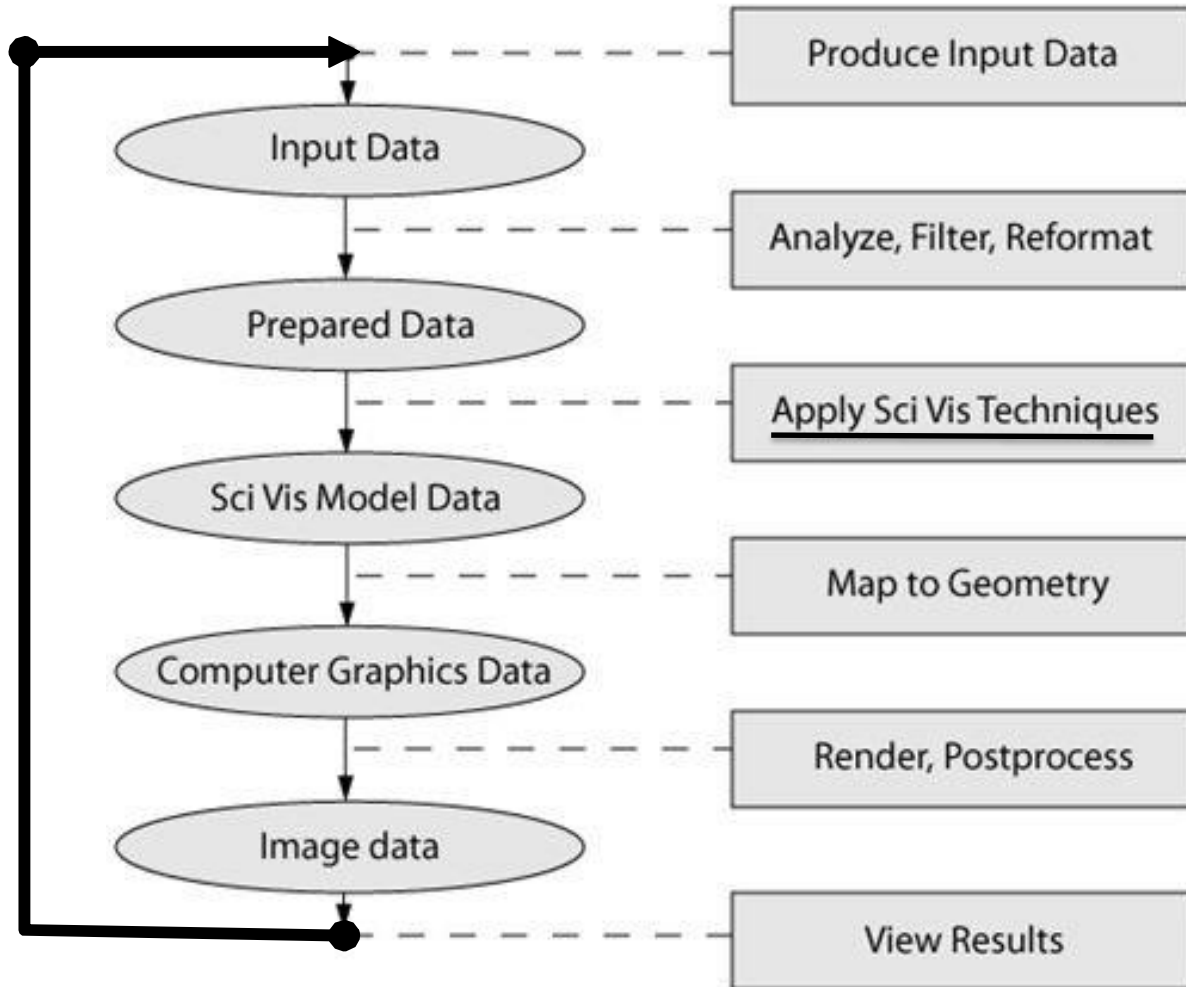 Produce Input Data
Input Data
Analyze, Filter, Reformat
Prepared Data
Apply Sci Vis Techniques
Sci Vis Model Data
Map to Geometry
Computer Graphics Data
Render, Postprocess
Image data
View Results